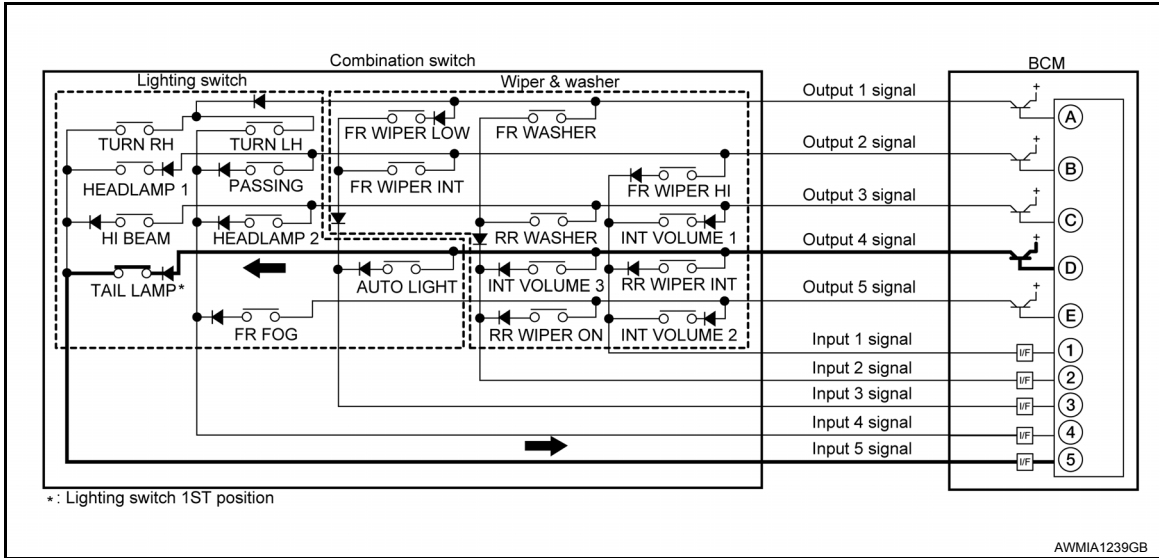 Combination switch
BCM
Lighting switch
Wiper & washer
Output 1 signal
+
A
TURN RH
TURN LH
FR WIPER LOW
FR WASHER
Output 2 signal
+
B
HEADLAMP 1
PASSING
FR WIPER INT
FR WIPER HI
Output 3 signal
+
C
HI BEAM
HEADLAMP 2
RR WASHER
INT VOLUME 1
Output 4 signal
+
D
TAIL LAMP*
AUTO LIGHT
INT VOLUME 3
RR WIPER INT
Output 5 signal
+
E
FR FOG
RR WIPER ON
INT VOLUME 2
Input 1 signal
I/F
1
Input 2 signal
I/F
2
Input 3 signal
I/F
3
Input 4 signal
I/F
4
Input 5 signal
I/F
5
*: Lighting switch 1ST position
AWMIA1239GB